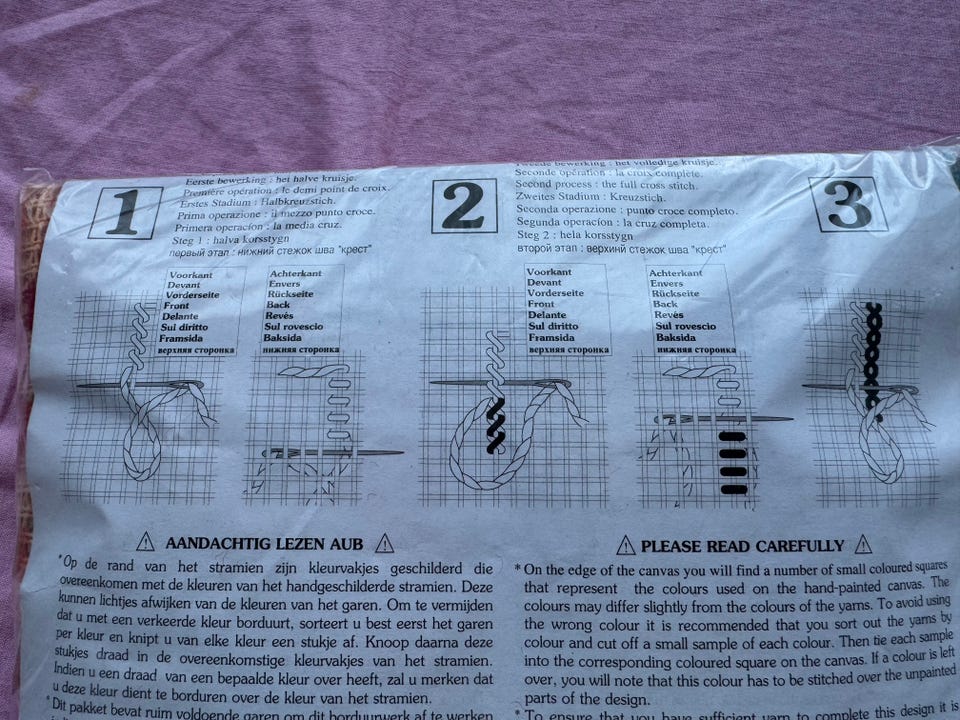 1
Eerste bewerking : het halve kruisje.
Première opération : le demi point de croix.
Erstes Stadium : Halbkreuzstich.
Prima operazione : il mezzo punto croce.
Primera operacíon : la media cruz.
Steg 1 : halva korsstygn
первый этап : нижний стежок шва "крест"
Voorkant
Devant
Vorderseite
Front
Delante
Sul diritto
Framsida
верхняя сторонка
Achterkant
Envers
Rückseite
Back
Revés
Sul rovescio
Baksida
нижняя сторонка
2
Tweede bewerking : het volledige kruisje.
Seconde opération : la croix complète.
Second process : the full cross stitch.
Zweites Stadium : Kreuzstich.
Seconda operazione : punto croce completo.
Segunda operacíon : la cruz completa.
Steg 2 : hela korsstygn
второй этап : верхинй стежок шва "крест"
Voorkant
Devant
Vorderseite
Front
Delante
Sul diritto
Framsida
верхняя сторонка
Achterkant
Envers
Rückseite
Back
Revés
Sul rovescio
Baksida
нижняя сторонка
3
AANDACHTIG LEZEN AUB
*Op de rand van het stramien zijn kleurvakjes geschilderd die
overeenkomen met de kleuren van het handgeschilderde stramien. Deze
kunnen lichtjes afwijken van de kleuren van het garen. Om te vermijden
dat u met een verkeerde kleur borduurt, sorteert u best eerst het garen
per kleur en knipt u van elke kleur een stukje af. Knoop daarna deze
stukjes draad in de overeenkomstige kleurvakjes van het stramien.
Indien u een draad van een bepaalde kleur over heeft, zal u merken dat
u deze kleur dient te borduren over de kleur van het stramien.
*Dit pakket bevat ruim voldoende garen om dit borduurwerk af te werken
PLEASE READ CAREFULLY
* On the edge of the canvas you will find a number of small coloured squares
that represent the colours used on the hand-painted canvas. The
colours may differ slightly from the colours of the yarns. To avoid using
the wrong colour it is recommended that you sort out the yarns by
colour and cut off a small sample of each colour. Then tie each sample
into the corresponding coloured square on the canvas. If a colour is left
over, you will note that this colour has to be stitched over the unpainted
parts of the design.
* To ensure that you have sufficient yarn to complete this design it is